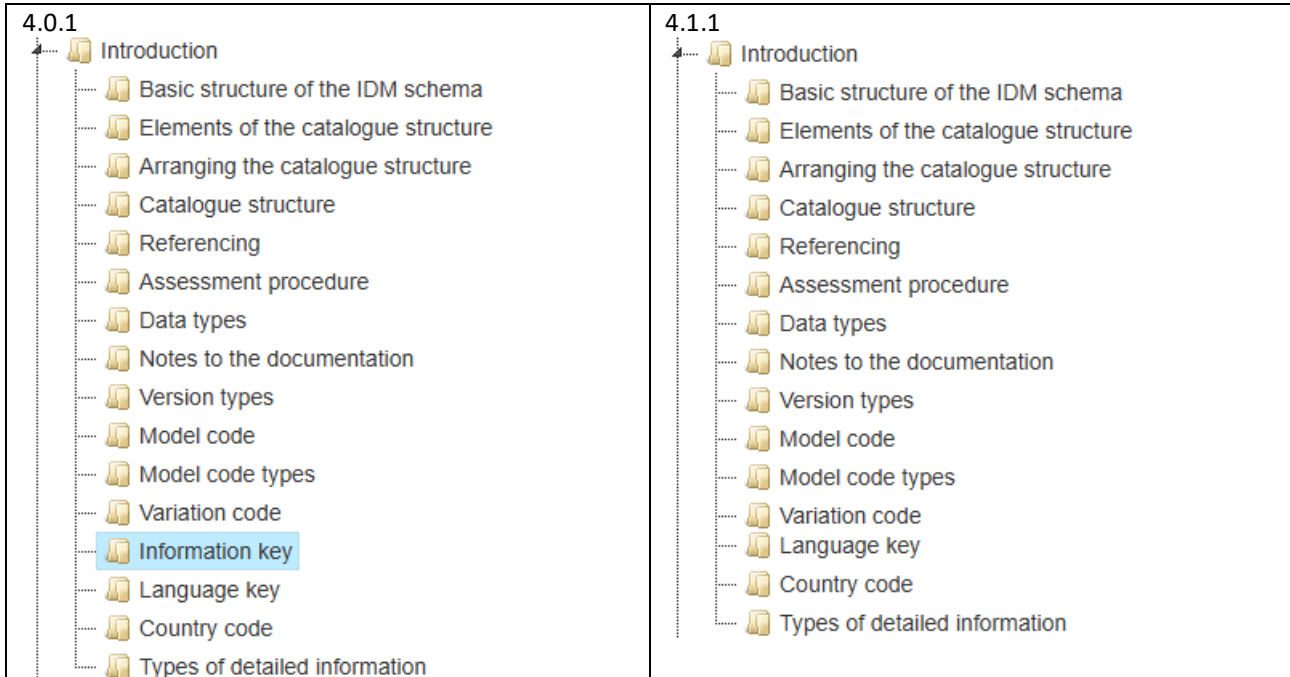 4.0.1
Introduction
Basic structure of the IDM schema
Elements of the catalogue structure
Arranging the catalogue structure
Catalogue structure
Referencing
Assessment procedure
Data types
Notes to the documentation
Version types
Model code
Model code types
Variation code
Information key
Language key
Country code
Types of detailed information
4.1.1
Introduction
Basic structure of the IDM schema
Elements of the catalogue structure
Arranging the catalogue structure
Catalogue structure
Referencing
Assessment procedure
Data types
Notes to the documentation
Version types
Model code
Model code types
Variation code
Language key
Country code
Types of detailed information